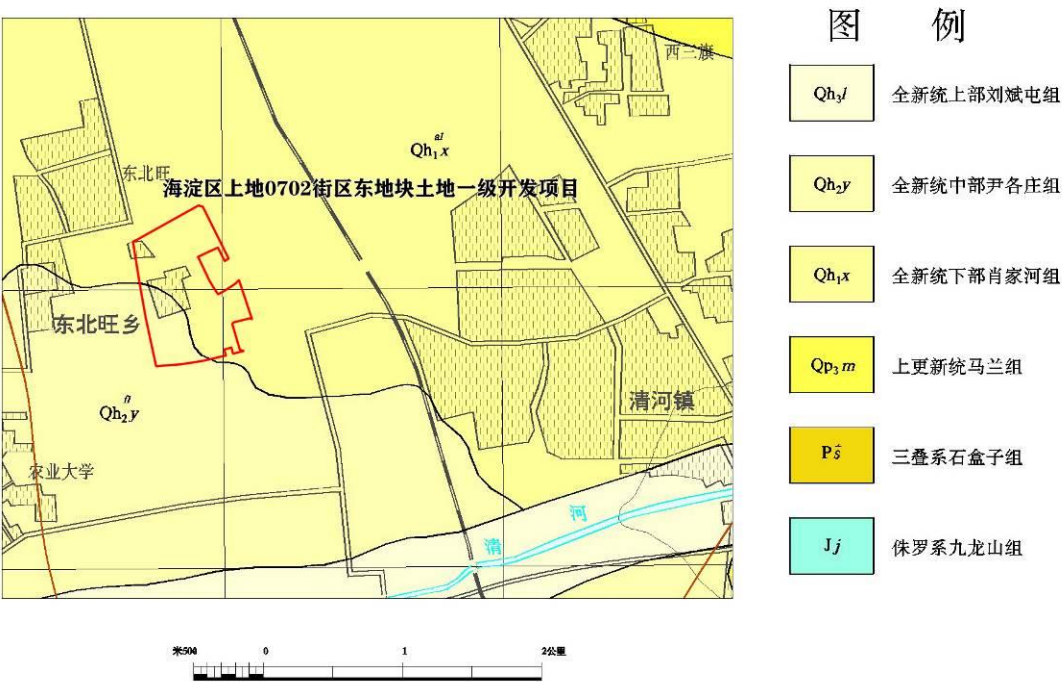 图 例
西三旗
Qh₃l 全新统上部刘斌屯组
Qh₁x al
东北旺
海淀区上地0702街区东地块土地一级开发项目
Qh₂y 全新统中部尹各庄组
Qh₁x 全新统下部肖家河组
东北旺乡
Qp₃m 上更新统马兰组
清河镇
Qh₂y fl
农业大学
Pŝ 三叠系石盒子组
清 河
Jj 侏罗系九龙山组
米500 0 1 2公里